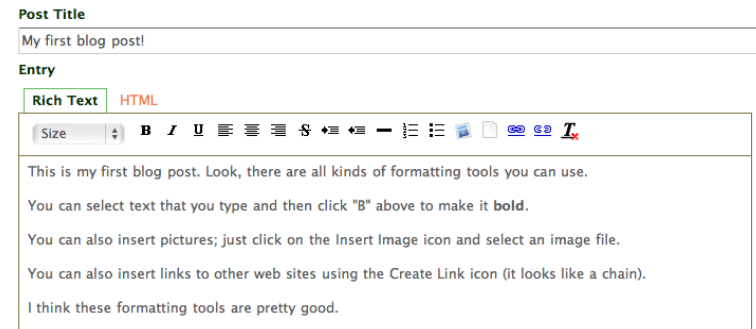 Post Title
My first blog post!
Entry
Rich Text HTML
Size B I U S T
This is my first blog post. Look, there are all kinds of formatting tools you can use.
You can select text that you type and then click "B" above to make it bold.
You can also insert pictures; just click on the Insert Image icon and select an image file.
You can also insert links to other web sites using the Create Link icon (it looks like a chain).
I think these formatting tools are pretty good.